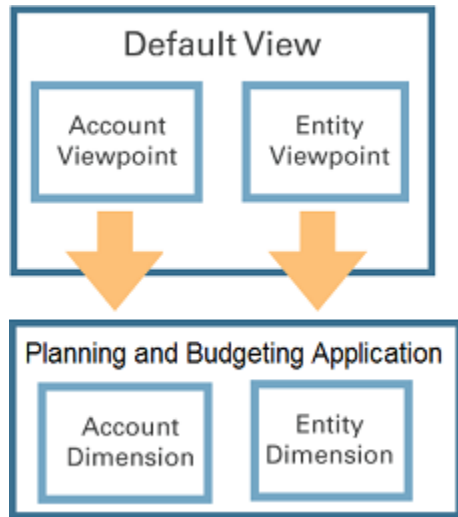 Default View
Account
Viewpoint
Entity
Viewpoint
Planning and Budgeting Application
Account
Dimension
Entity
Dimension